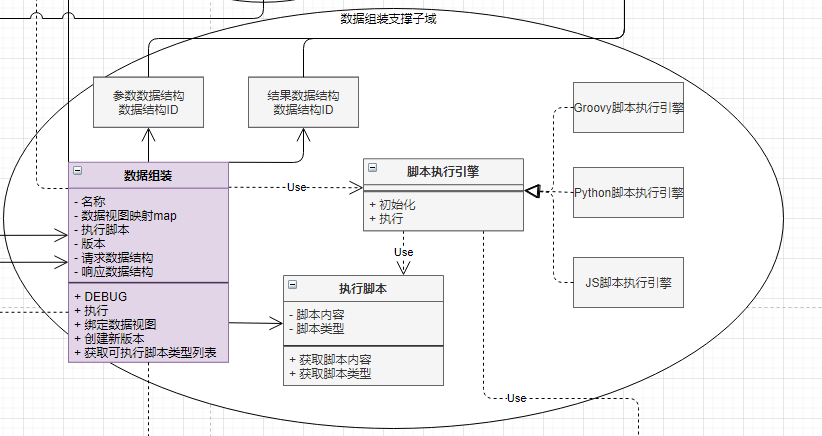 数据组装支撑子域
参数数据结构
数据结构ID
结果数据结构
数据结构ID
Groovy脚本执行引擎
数据组装
- 名称
- 数据视图映射map
- 执行脚本
- 版本
- 请求数据结构
- 响应数据结构
+ DEBUG
+ 执行
+ 绑定数据视图
+ 创建新版本
+ 获取可执行脚本类型列表
Use
脚本执行引擎
+ 初始化
+ 执行
Python脚本执行引擎
Use
JS脚本执行引擎
执行脚本
- 脚本内容
- 脚本类型
+ 获取脚本内容
+ 获取脚本类型
Use